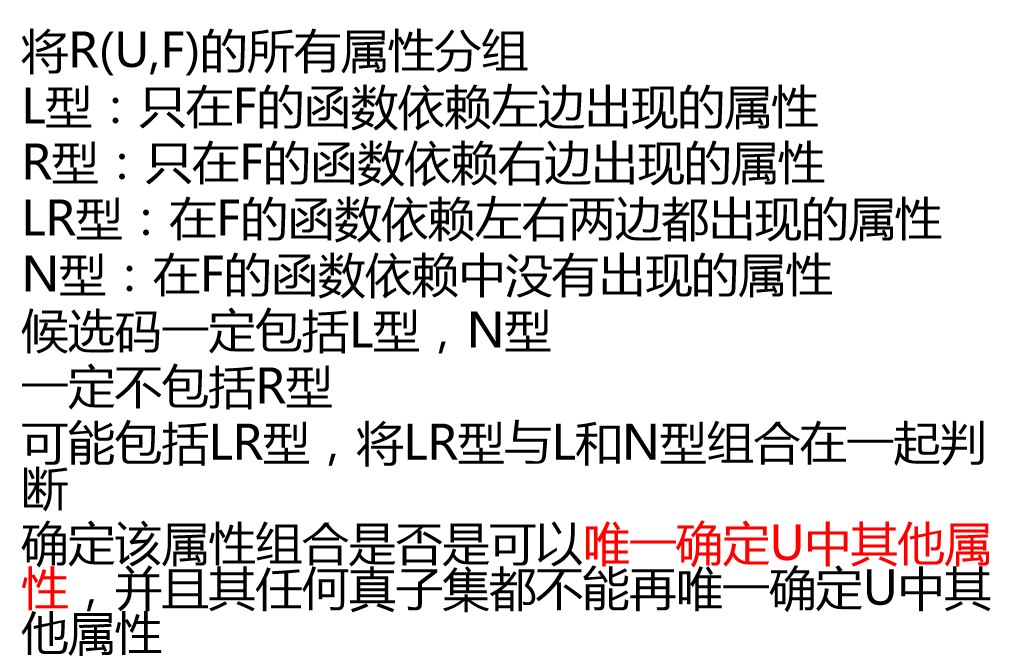 将R(U,F)的所有属性分组
L型：只在F的函数依赖左边出现的属性
R型：只在F的函数依赖右边出现的属性
LR型：在F的函数依赖左右两边都出现的属性
N型：在F的函数依赖中没有出现的属性
候选码一定包括L型，N型
一定不包括R型
可能包括LR型，将LR型与L和N型组合在一起判
断
确定该属性组合是否是可以唯一确定U中其他属
性，并且其任何真子集都不能再唯一确定U中其
他属性